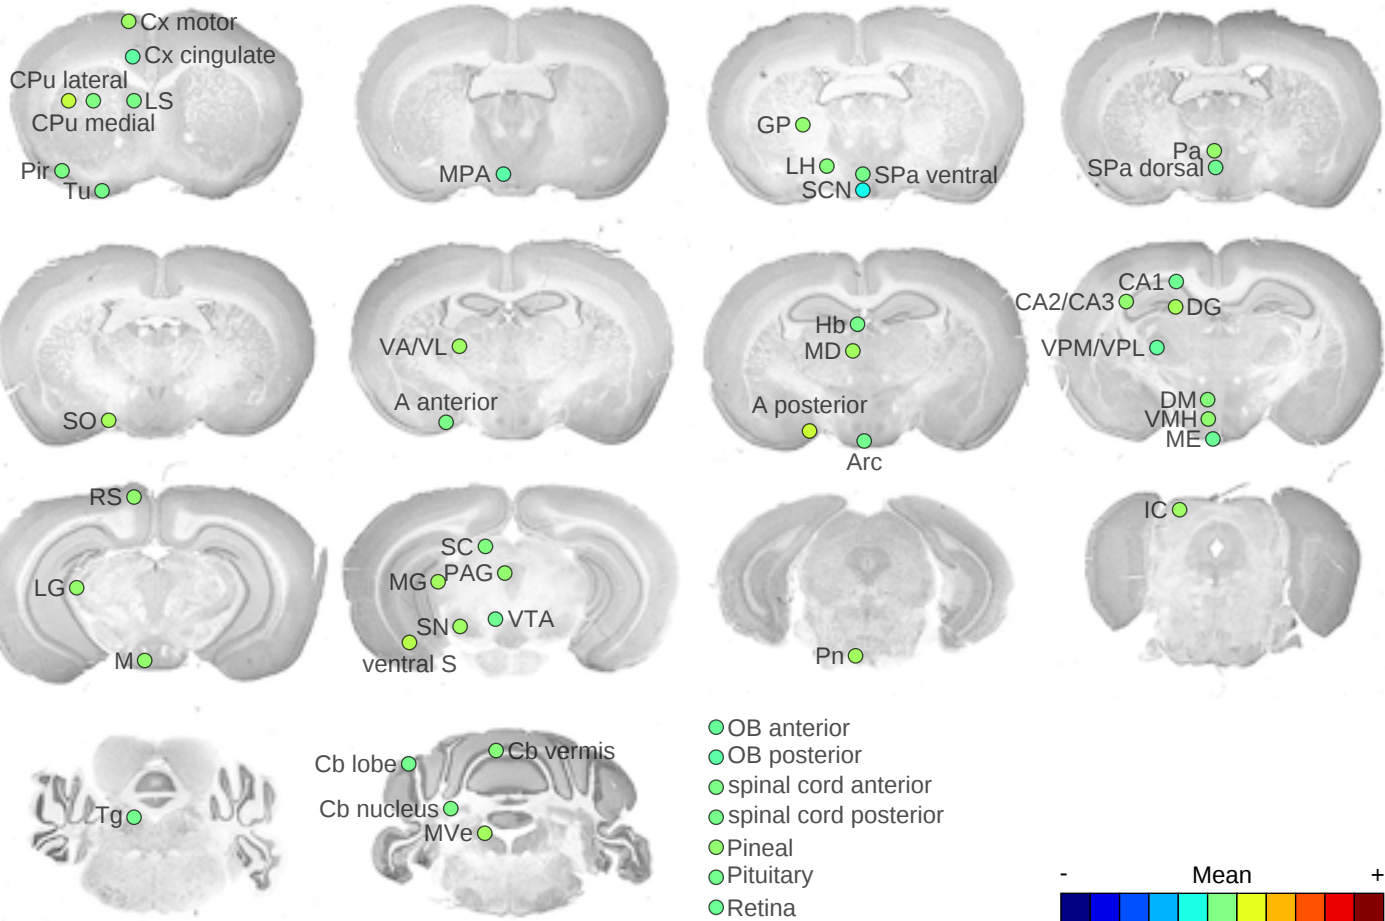 Cx motor
Cx cingulate
CPu lateral
LS
CPu medial
Pir
Tu
MPA
GP
LH
SPa ventral
SCN
Pa
SPa dorsal
SO
VA/VL
A anterior
Hb
MD
A posterior
Arc
CA1
CA2/CA3
DG
VPM/VPL
DM
VMH
ME
RS
LG
M
SC
PAG
MG
VTA
SN
ventral S
Pn
IC
Tg
Cb vermis
Cb lobe
Cb nucleus
MVe
OB anterior
OB posterior
spinal cord anterior
spinal cord posterior
Pineal
Pituitary
Retina
- Mean +